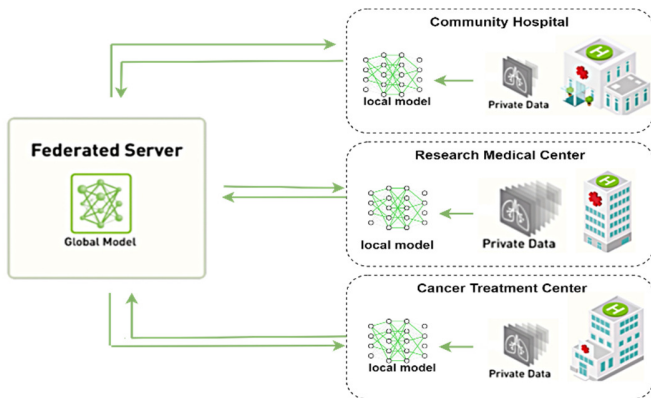 Community Hospital
local model
Private Data
Federated Server
Global Model
Research Medical Center
local model
Private Data
Cancer Treatment Center
local model
Private Data
H
H
H